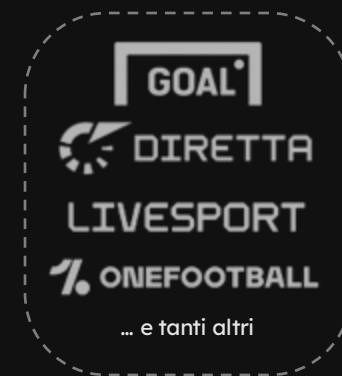 GOAL
DIRETTA
LIVESPORT
ONEFOOTBALL
... e tanti altri